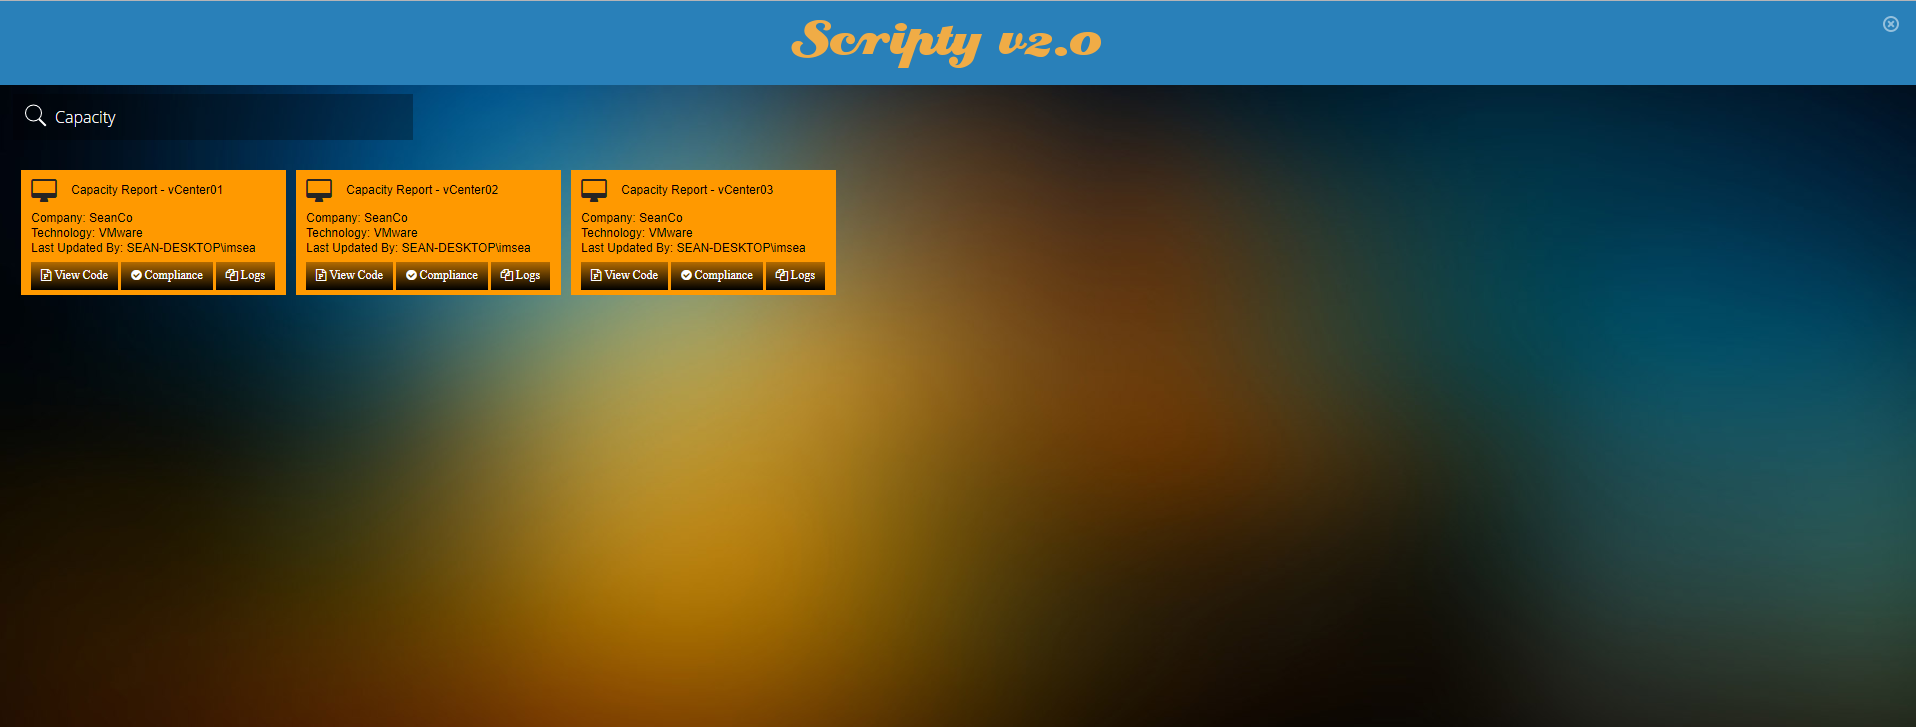 Scripty v2.0
Capacity
Capacity Report - vCenter01
Company: SeanCo
Technology: VMware
Last Updated By: SEAN-DESKTOP\imsea
View Code Compliance Logs
Capacity Report - vCenter02
Company: SeanCo
Technology: VMware
Last Updated By: SEAN-DESKTOP\imsea
View Code Compliance Logs
Capacity Report - vCenter03
Company: SeanCo
Technology: VMware
Last Updated By: SEAN-DESKTOP\imsea
View Code Compliance Logs